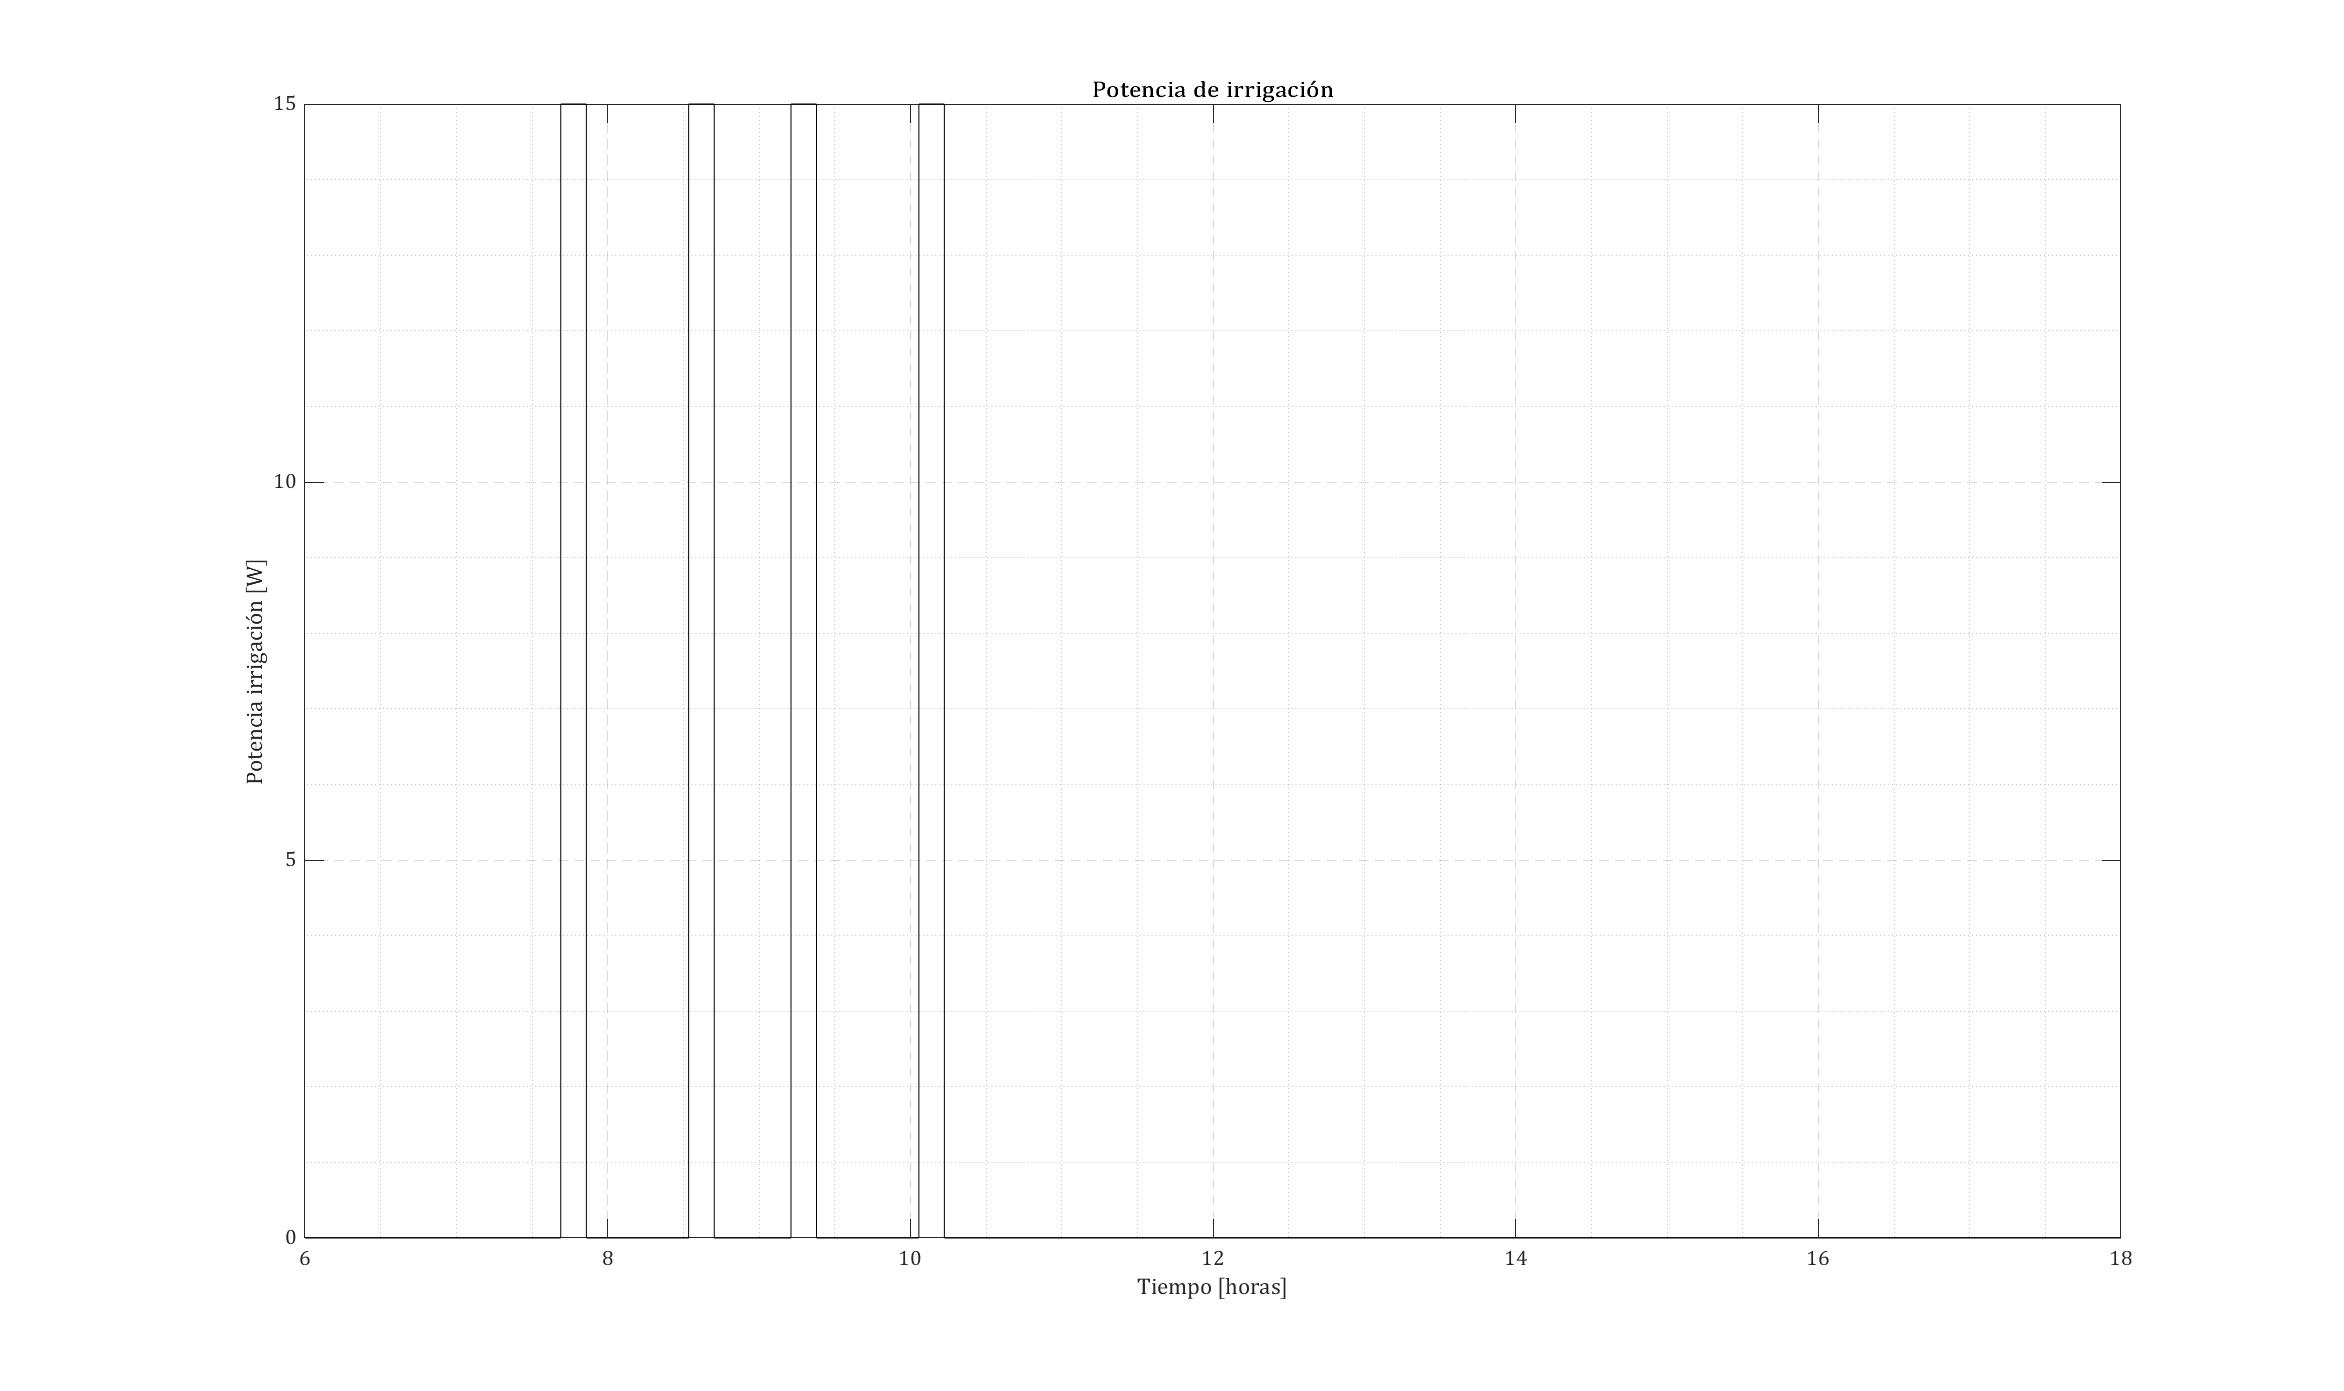 Potencia de irrigación
15
10
5
0
Potencia irrigación [W]
6 8 10 12 14 16 18
Tiempo [horas]